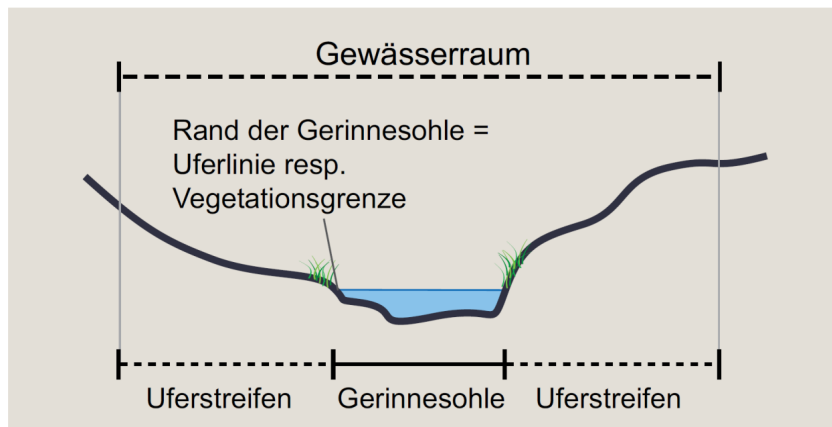 Gewässerraum
Rand der Gerinnesohle =
Uferlinie resp.
Vegetationsgrenze
Uferstreifen Gerinnesohle Uferstreifen